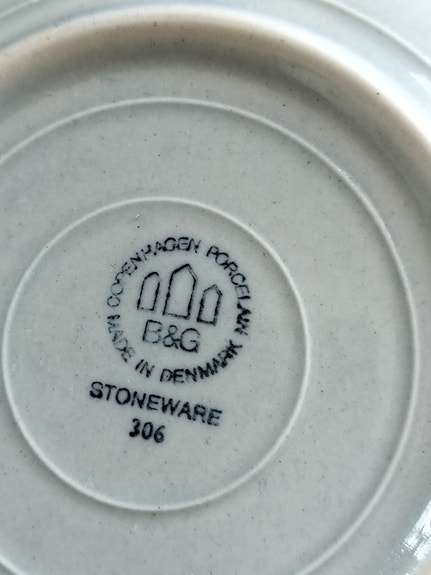 COPENHAGEN PORCELAIN
B&G
MADE IN DENMARK
STONEWARE
306